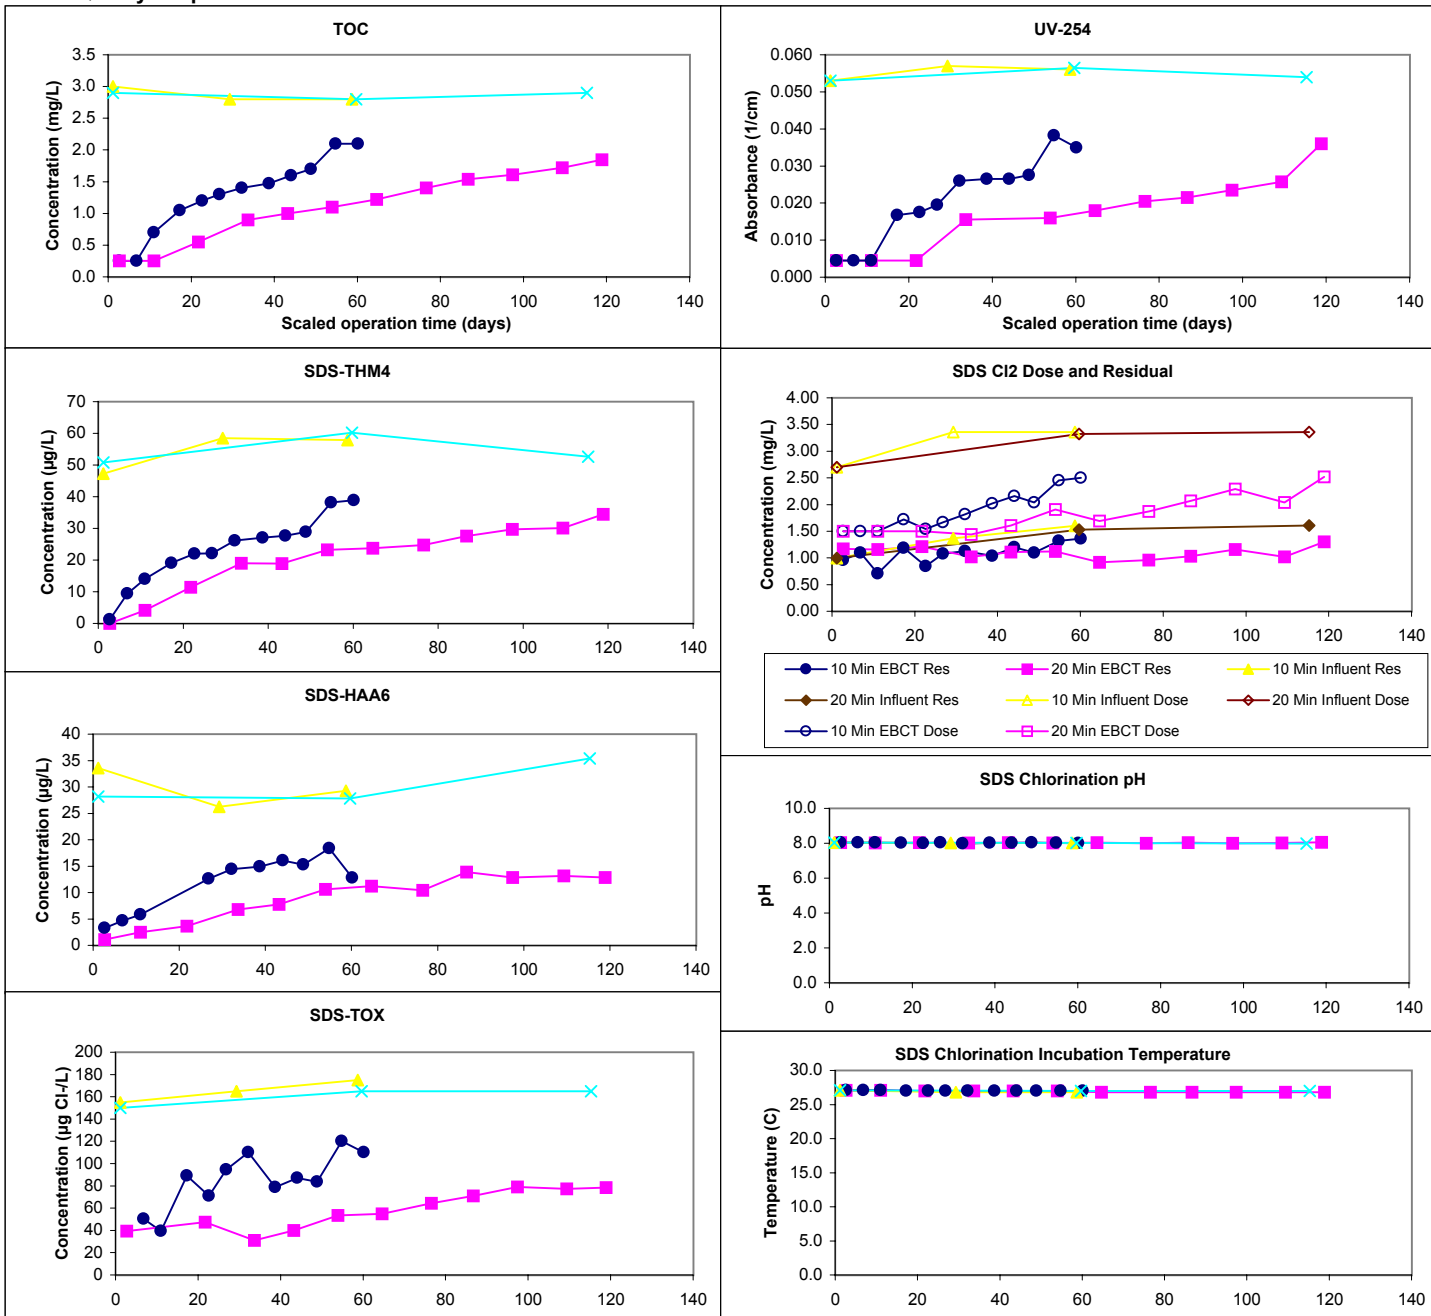 TOC
3.5
3.0
2.5
2.0
1.5
1.0
0.5
0.0
Concentration (mg/L)
0 20 40 60 80 100 120 140
Scaled operation time (days)
UV-254
0.060
0.050
0.040
0.030
0.020
0.010
0.000
Absorbance (1/cm)
0 20 40 60 80 100 120 140
Scaled operation time (days)
SDS-THM4
70
60
50
40
30
20
10
0
Concentration (µg/L)
0 20 40 60 80 100 120 140
SDS Cl2 Dose and Residual
4.00
3.50
3.00
2.50
2.00
1.50
1.00
0.50
0.00
Concentration (mg/L)
0 20 40 60 80 100 120 140
10 Min EBCT Res 20 Min EBCT Res 10 Min Influent Res
20 Min Influent Res 10 Min Influent Dose 20 Min Influent Dose
10 Min EBCT Dose 20 Min EBCT Dose
SDS-HAA6
40
35
30
25
20
15
10
5
0
Concentration (µg/L)
0 20 40 60 80 100 120 140
SDS Chlorination pH
10.0
8.0
6.0
4.0
2.0
0.0
pH
0 20 40 60 80 100 120 140
SDS-TOX
200
180
160
140
120
100
80
60
40
20
0
Concentration (µg Cl-/L)
0 20 40 60 80 100 120 140
SDS Chlorination Incubation Temperature
30.0
25.0
20.0
15.0
10.0
5.0
0.0
Temperature (C)
0 20 40 60 80 100 120 140